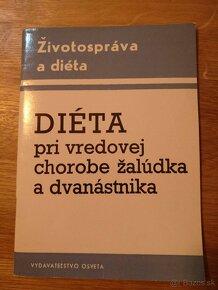 Životospráva
a diéta
DIÉTA
pri vredovej
chorobe žalúdka
a dvanástnika
VYDAVATEĽSTVO OSVETA
bazos.sk